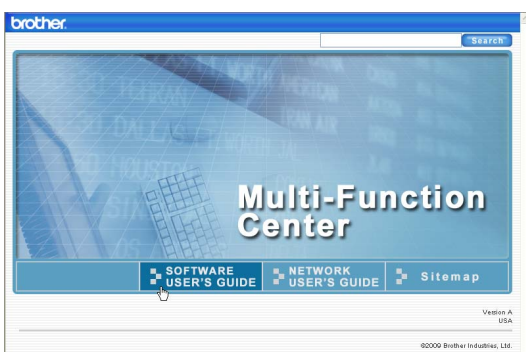 brother.
Search
Multi-Function
Center
SOFTWARE
USER'S GUIDE
NETWORK
USER'S GUIDE
Sitemap
Version A
USA
©2009 Brother Industries, Ltd.